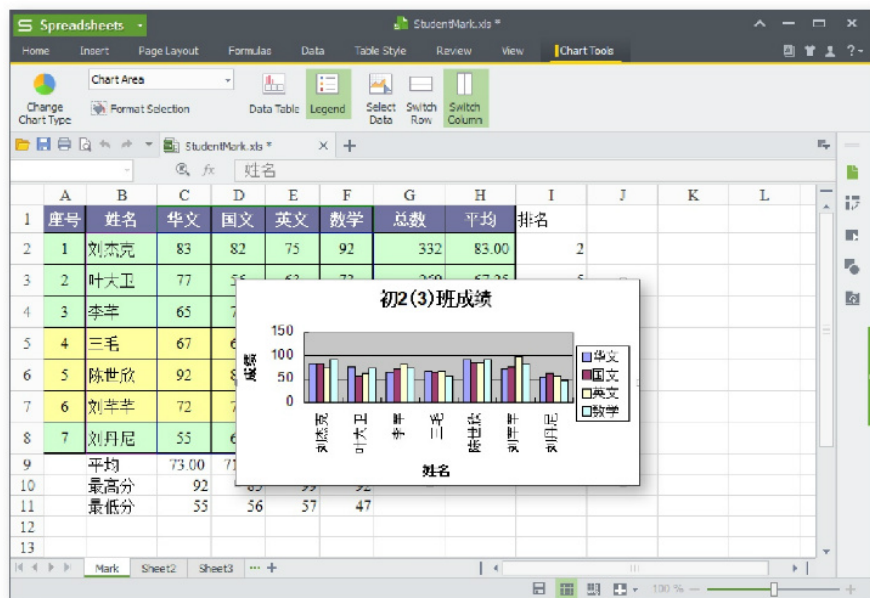 Spreadsheets
StudentMark.xls *
Home Insert Page Layout Formulas Data Table Style Review View Chart Tools
Chart Area
Change Chart Type
Format Selection
Data Table
Legend
Select Data
Switch Row
Switch Column
StudentMark.xls *
fx 姓名
A B C D E F G H I J K L
1 座号 姓名 华文 国文 英文 数学 总数 平均 排名
2 1 刘杰克 83 82 75 92 332 83.00 2
3 2 叶大卫 77
4 3 李芊 65
5 4 三毛 67
6 5 陈世欣 92
7 6 刘芊芊 72
8 7 刘丹尼 55
9 平均 73.00
10 最高分 92
11 最低分 55 56 57 47
12
13
初2(3)班成绩
成绩
150
100
50
0
刘杰克 叶大卫 李芊 三毛 陈世欣 刘芊芊 刘丹尼
姓名
华文
国文
英文
数学
Mark Sheet2 Sheet3
100 %